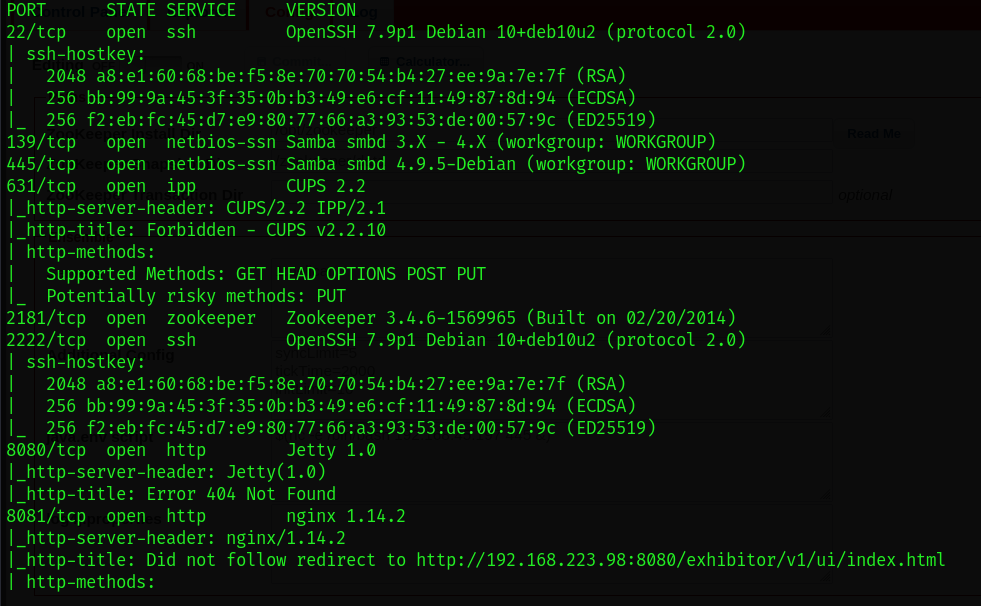 PORT     STATE SERVICE     VERSION
22/tcp   open  ssh         OpenSSH 7.9p1 Debian 10+deb10u2 (protocol 2.0)
| ssh-hostkey:
|   2048 a8:e1:60:68:be:f5:8e:70:70:54:b4:27:ee:9a:7e:7f (RSA)
|   256 bb:99:9a:45:3f:35:0b:b3:49:e6:cf:11:49:87:8d:94 (ECDSA)
|_  256 f2:eb:fc:45:d7:e9:80:77:66:a3:93:53:de:00:57:9c (ED25519)
139/tcp  open  netbios-ssn Samba smbd 3.X - 4.X (workgroup: WORKGROUP)
Read Me
445/tcp  open  netbios-ssn Samba smbd 4.9.5-Debian (workgroup: WORKGROUP)
631/tcp  open  ipp         CUPS 2.2
optional
|_http-server-header: CUPS/2.2 IPP/2.1
|_http-title: Forbidden - CUPS v2.2.10
| http-methods:
|   Supported Methods: GET HEAD OPTIONS POST PUT
|_  Potentially risky methods: PUT
2181/tcp open  zookeeper   Zookeeper 3.4.6-1569965 (Built on 02/20/2014)
2222/tcp open  ssh         OpenSSH 7.9p1 Debian 10+deb10u2 (protocol 2.0)
| ssh-hostkey:
|   2048 a8:e1:60:68:be:f5:8e:70:70:54:b4:27:ee:9a:7e:7f (RSA)
|   256 bb:99:9a:45:3f:35:0b:b3:49:e6:cf:11:49:87:8d:94 (ECDSA)
|_  256 f2:eb:fc:45:d7:e9:80:77:66:a3:93:53:de:00:57:9c (ED25519)
8080/tcp open  http        Jetty 1.0
|_http-server-header: Jetty(1.0)
|_http-title: Error 404 Not Found
8081/tcp open  http        nginx 1.14.2
|_http-server-header: nginx/1.14.2
|_http-title: Did not follow redirect to http://192.168.223.98:8080/exhibitor/v1/ui/index.html
| http-methods: